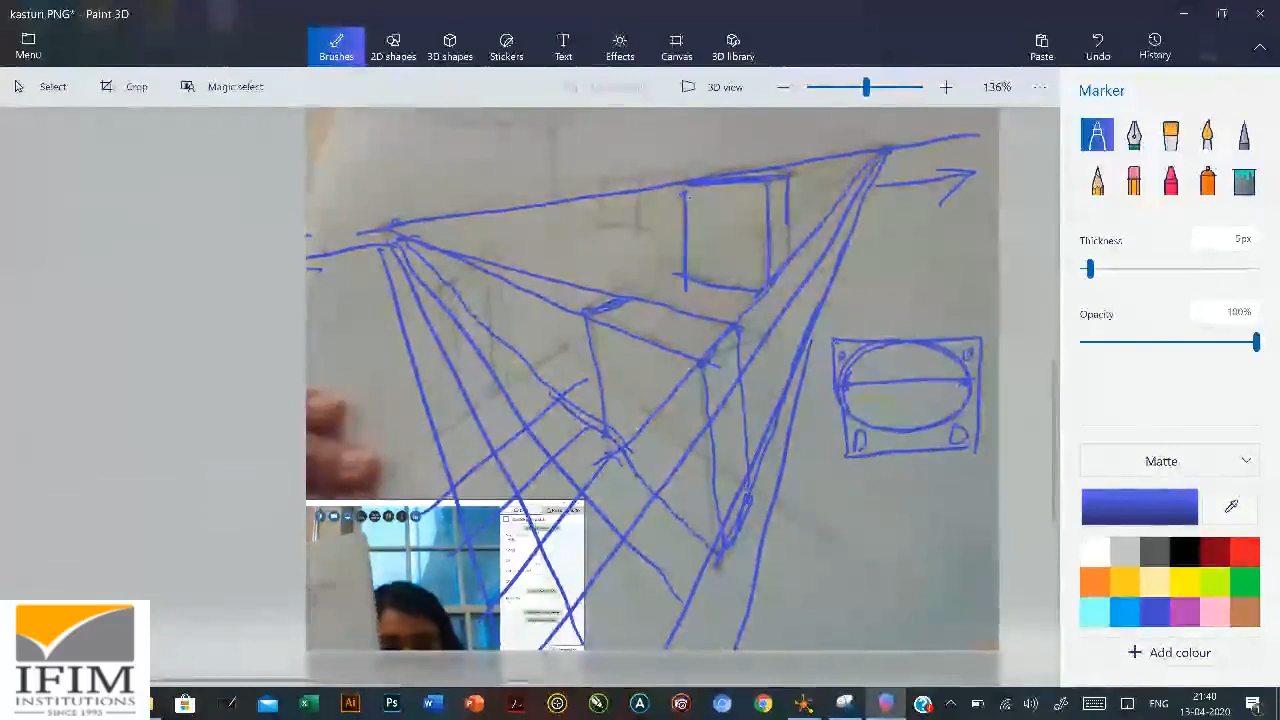 kasturi.PNG* - Paint 3D
Menu
Brushes
2D shapes
3D shapes
Stickers
Text
Effects
Canvas
3D library
Paste
Undo
History
Select
Crop
Magic select
3D view
136%
Marker
Thickness
5px
Opacity
100%
Matte
Add colour
IFIM
INSTITUTIONS
SINCE 1995
ENG
21:40
13-04-2020